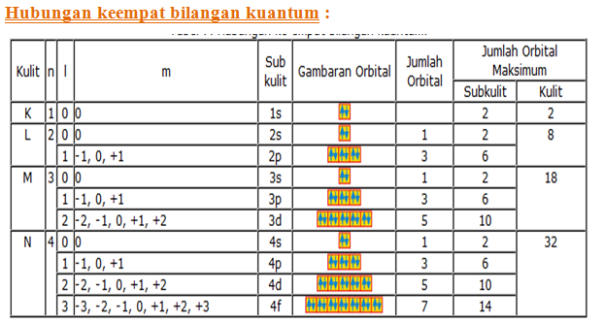 Hubungan keempat bilangan kuantum :
Kulit n l m Sub kulit Gambaran Orbital Jumlah Orbital Jumlah Orbital Maksimum
Subkulit Kulit
K 1 0 0 1s 2 2
L 2 0 0 2s 1 2 8
1 -1, 0, +1 2p 3 6
M 3 0 0 3s 1 2 18
1 -1, 0, +1 3p 3 6
2 -2, -1, 0, +1, +2 3d 5 10
N 4 0 0 4s 1 2 32
1 -1, 0, +1 4p 3 6
2 -2, -1, 0, +1, +2 4d 5 10
3 -3, -2, -1, 0, +1, +2, +3 4f 7 14